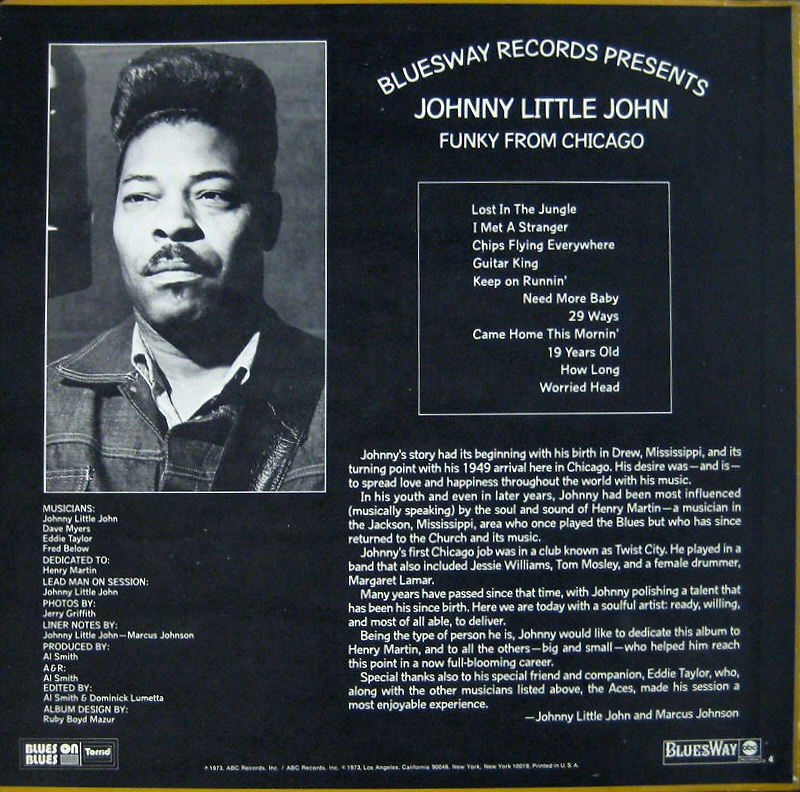 BLUESWAY RECORDS PRESENTS
JOHNNY LITTLE JOHN
FUNKY FROM CHICAGO
Lost In The Jungle
I Met A Stranger
Chips Flying Everywhere
Guitar King
Keep on Runnin'
Need More Baby
29 Ways
Came Home This Mornin'
19 Years Old
How Long
Worried Head
Johnny's story had its beginning with his birth in Drew, Mississippi, and its
turning point with his 1949 arrival here in Chicago. His desire was—and is—
to spread love and happiness throughout the world with his music.
In his youth and even in later years, Johnny had been most influenced
(musically speaking) by the soul and sound of Henry Martin—a musician in
the Jackson, Mississippi, area who once played the Blues but who has since
returned to the Church and its music.
Johnny's first Chicago job was in a club known as Twist City. He played in a
band that also included Jessie Williams, Tom Mosley, and a female drummer,
Margaret Lamar.
Many years have passed since that time, with Johnny polishing a talent that
has been his since birth. Here we are today with a soulful artist: ready, willing,
and most of all able, to deliver.
Being the type of person he is, Johnny would like to dedicate this album to
Henry Martin, and to all the others—big and small—who helped him reach
this point in a now full-blooming career.
Special thanks also to his special friend and companion, Eddie Taylor, who,
along with the other musicians listed above, the Aces, made his session a
most enjoyable experience.
—Johnny Little John and Marcus Johnson
MUSICIANS:
Johnny Little John
Dave Myers
Eddie Taylor
Fred Below
DEDICATED TO:
Henry Martin
LEAD MAN ON SESSION:
Johnny Little John
PHOTOS BY:
Jerry Griffith
LINER NOTES BY:
Johnny Little John—Marcus Johnson
PRODUCED BY:
Al Smith
A&R:
Al Smith
EDITED BY:
Al Smith & Dominick Lumetta
ALBUM DESIGN BY:
Ruby Boyd Mazur
BLUES ON
BLUES
BLUESWAY
abc
4
1973, ABC Records, Inc. / ABC Records, Inc. 1973, Los Angeles, California 90048, New York, New York 10019, Printed in U.S.A.